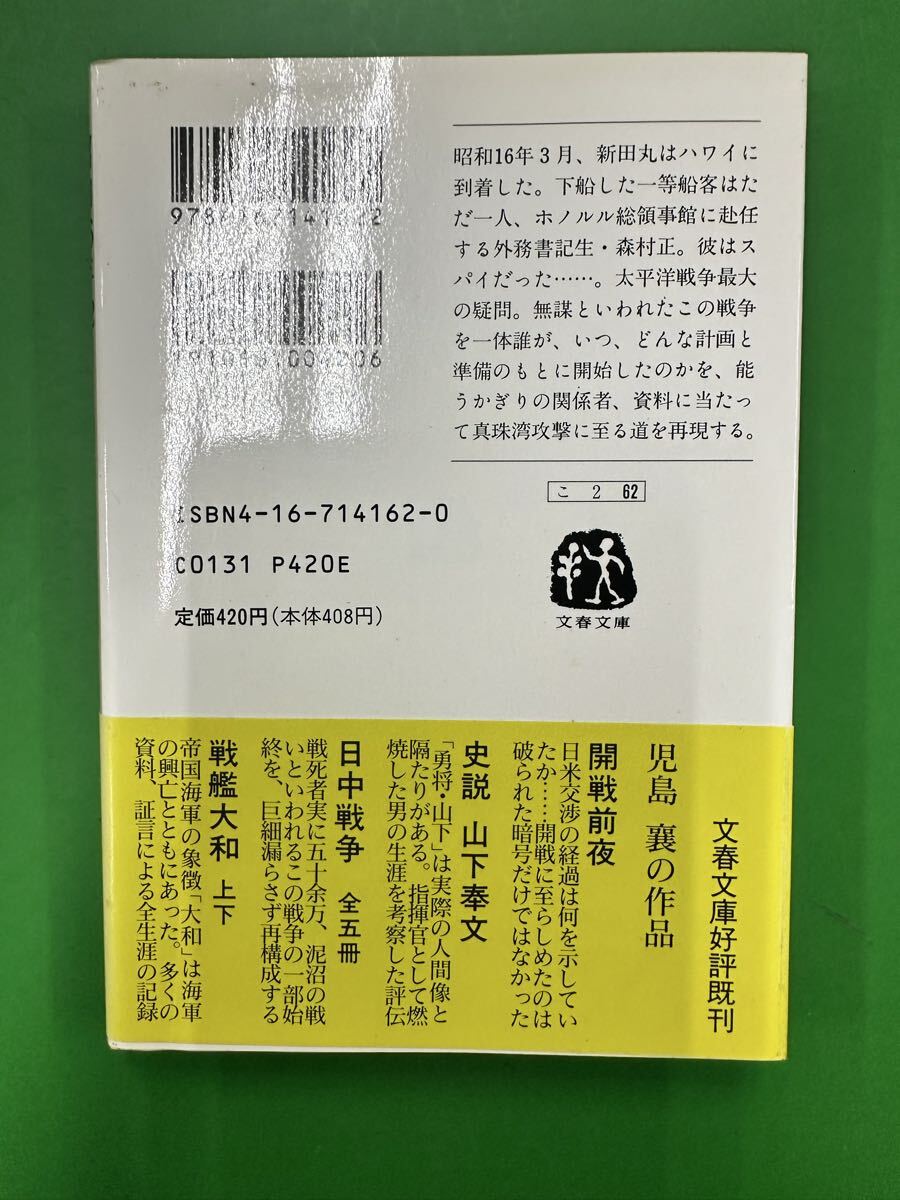 昭和16年3月、新田丸はハワイに
到着した。下船した一等船客はた
だ一人、ホノルル総領事館に赴任
する外務書記生・森村正。彼はス
パイだった……。太平洋戦争最大
の疑問。無謀といわれたこの戦争
を一体誰が、いつ、どんな計画と
準備のもとに開始したのかを、能
うかぎりの関係者、資料に当たっ
て真珠湾攻撃に至る道を再現する。
こ 2 62
文春文庫
ISBN4-16-714162-0
C0131 P420E
定価420円(本体408円)
文春文庫好評既刊
児島 襄の作品
開戦前夜
日米交渉の経過は何を示してい
たか……開戦に至らしめたのは
破られた暗号だけではなかった
史説 山下奉文
「勇将・山下」は実際の人間像と
隔たりがある。指揮官として燃
焼した男の生涯を考察した評伝
日中戦争 全五冊
戦死者実に五十余万、泥沼の戦
いといわれるこの戦争の一部始
終を、巨細漏らさず再構成する
戦艦大和 上下
帝国海軍の象徴「大和」は海軍
の興亡とともにあった。多くの
資料、証言による全生涯の記録